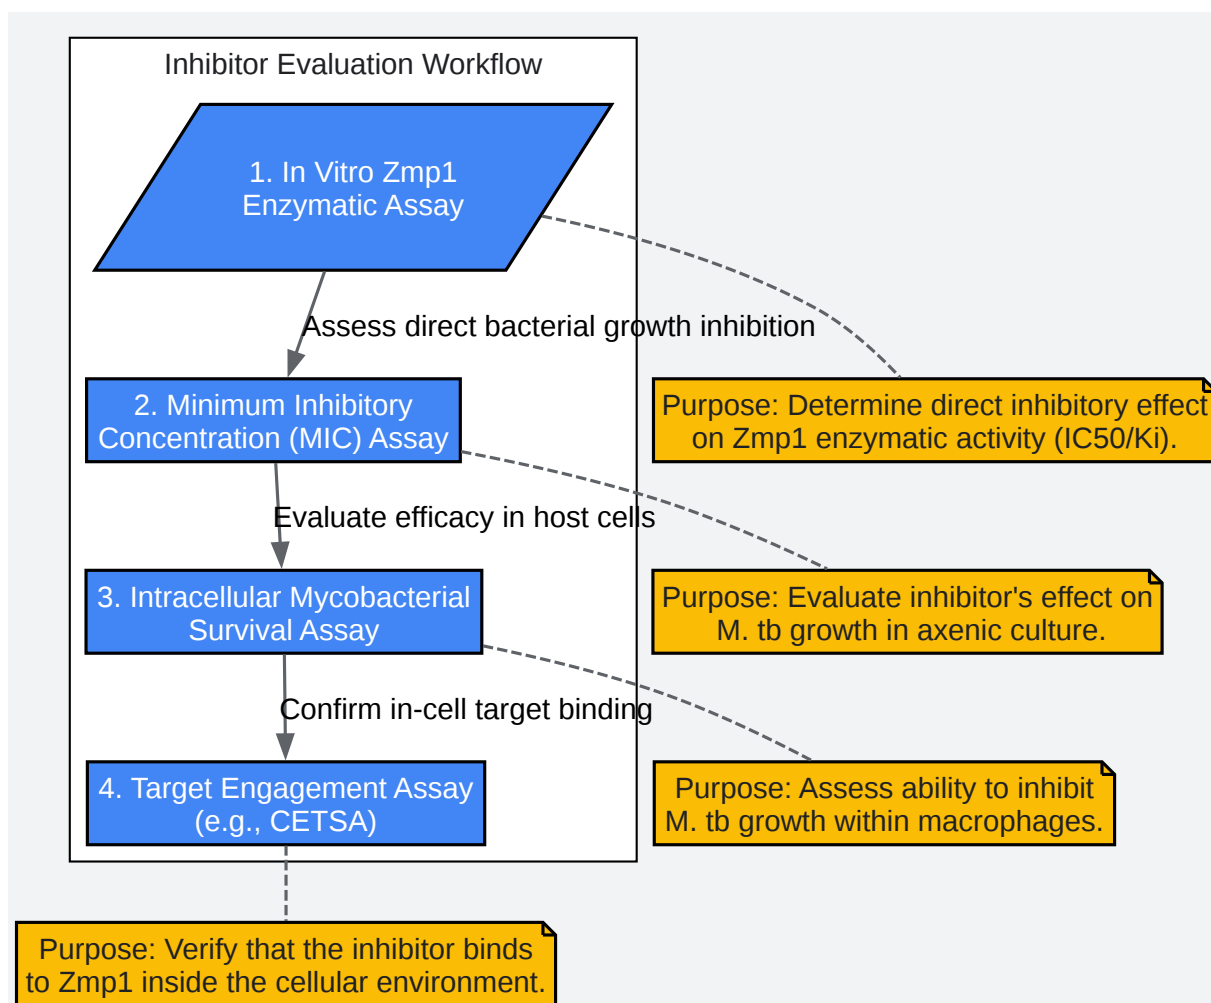 Inhibitor Evaluation Workflow
1. In Vitro Zmp1
Enzymatic Assay
Assess direct bacterial growth inhibition
2. Minimum Inhibitory
Concentration (MIC) Assay
Purpose: Determine direct inhibitory effect
on Zmp1 enzymatic activity (IC50/Ki).
Evaluate efficacy in host cells
3. Intracellular Mycobacterial
Survival Assay
Purpose: Evaluate inhibitor's effect on
M. tb growth in axenic culture.
Confirm in-cell target binding
4. Target Engagement Assay
(e.g., CETSA)
Purpose: Assess ability to inhibit
M. tb growth within macrophages.
Purpose: Verify that the inhibitor binds
to Zmp1 inside the cellular environment.